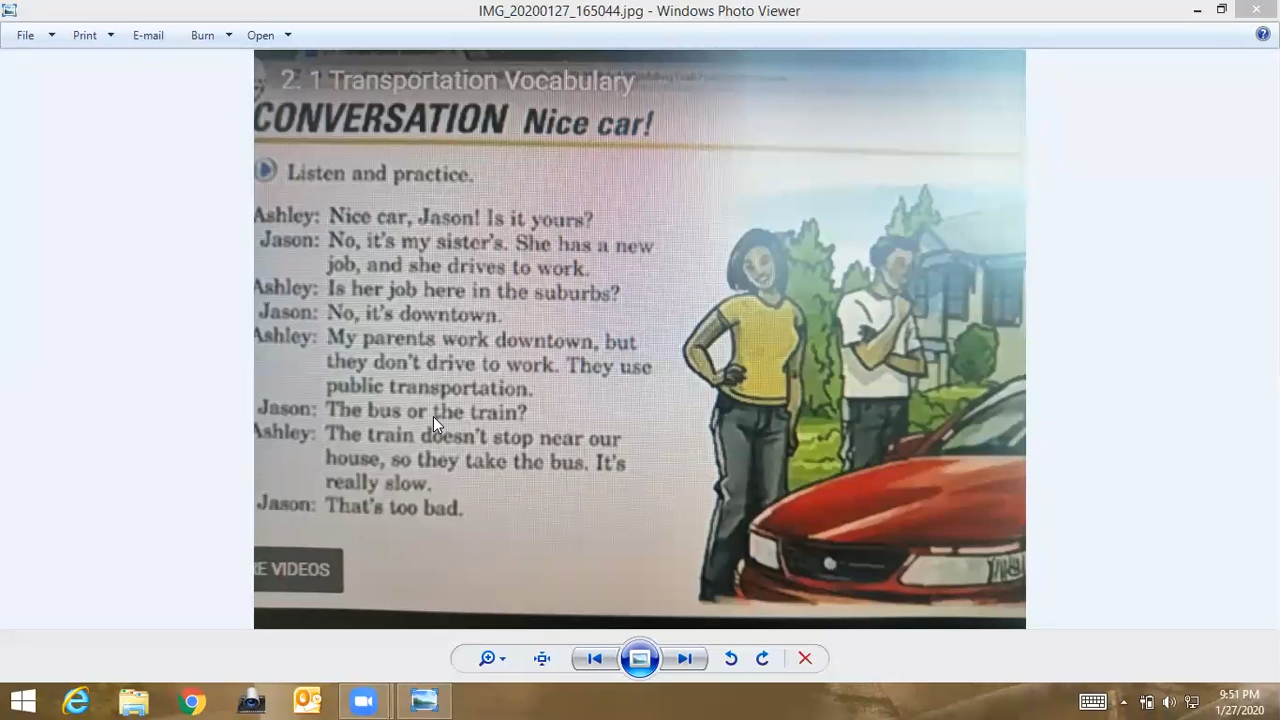 IMG_20200127_165044.jpg - Windows Photo Viewer
File Print E-mail Burn Open
2. 1 Transportation Vocabulary
CONVERSATION Nice car!
Listen and practice.
Ashley: Nice car, Jason! Is it yours?
Jason: No, it's my sister's. She has a new
job, and she drives to work.
Ashley: Is her job here in the suburbs?
Jason: No, it's downtown.
Ashley: My parents work downtown, but
they don't drive to work. They use
public transportation.
Jason: The bus or the train?
Ashley: The train doesn't stop near our
house, so they take the bus. It's
really slow.
Jason: That's too bad.
RE VIDEOS
9:51 PM
1/27/2020